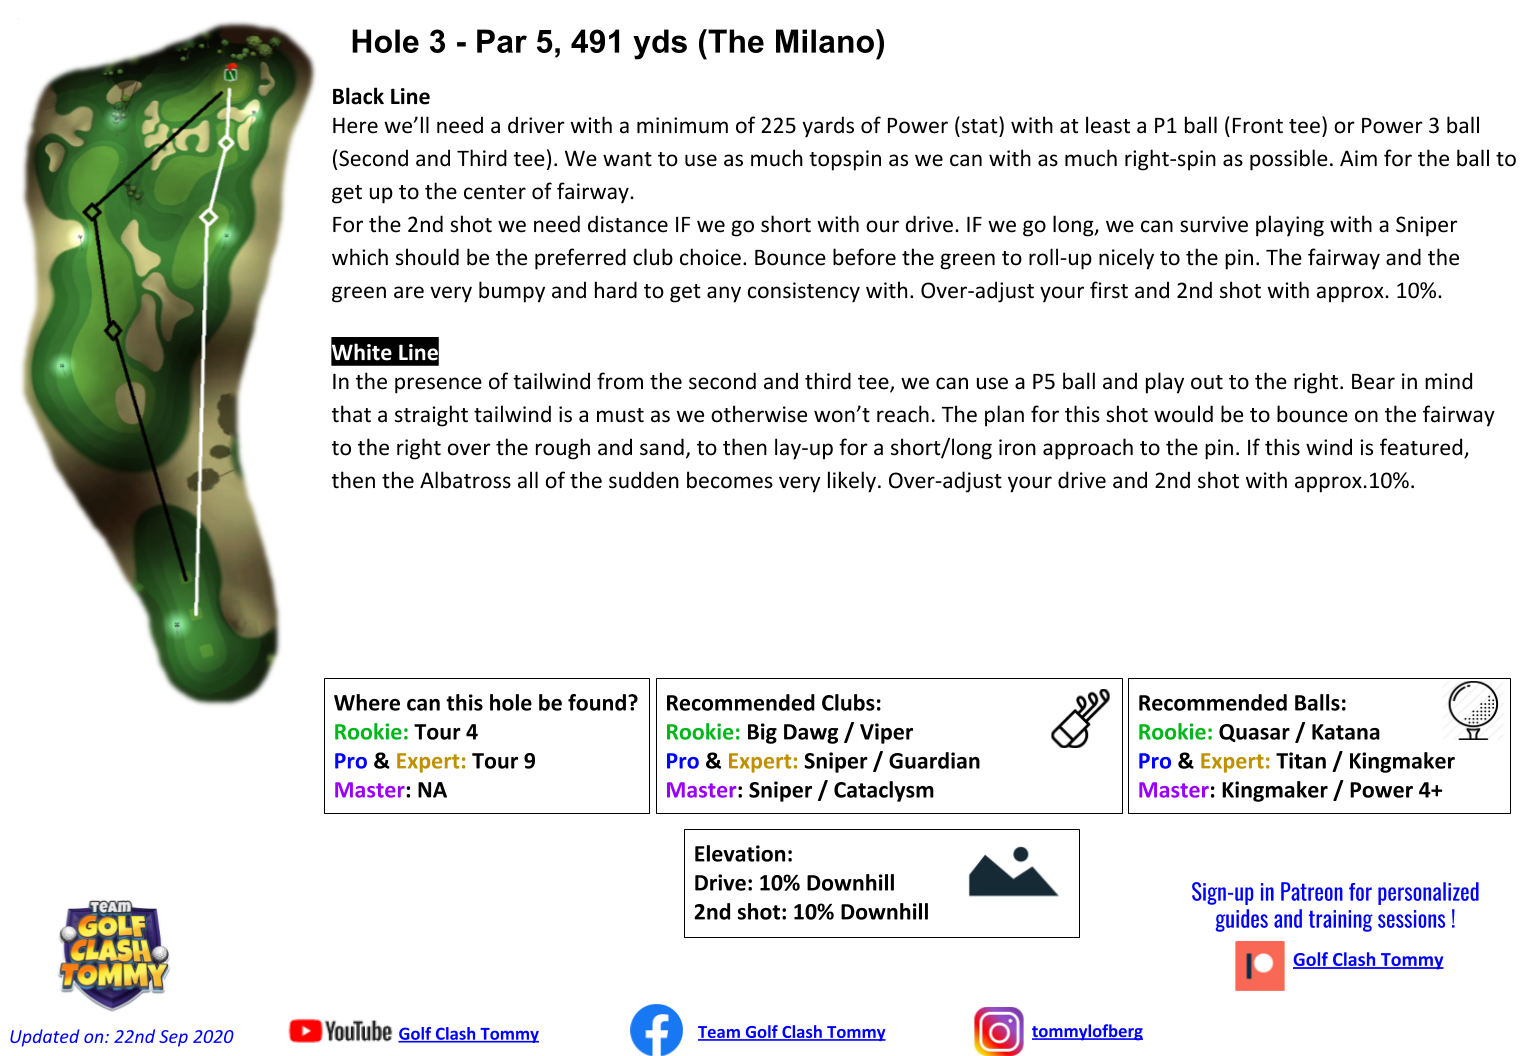 Hole 3 - Par 5, 491 yds (The Milano)
Black Line
Here we’ll need a driver with a minimum of 225 yards of Power (stat) with at least a P1 ball (Front tee) or Power 3 ball
(Second and Third tee). We want to use as much topspin as we can with as much right-spin as possible. Aim for the ball to
get up to the center of fairway.
For the 2nd shot we need distance IF we go short with our drive. IF we go long, we can survive playing with a Sniper
which should be the preferred club choice. Bounce before the green to roll-up nicely to the pin. The fairway and the
green are very bumpy and hard to get any consistency with. Over-adjust your first and 2nd shot with approx. 10%.
White Line
In the presence of tailwind from the second and third tee, we can use a P5 ball and play out to the right. Bear in mind
that a straight tailwind is a must as we otherwise won’t reach. The plan for this shot would be to bounce on the fairway
to the right over the rough and sand, to then lay-up for a short/long iron approach to the pin. If this wind is featured,
then the Albatross all of the sudden becomes very likely. Over-adjust your drive and 2nd shot with approx.10%.
Where can this hole be found?
Rookie: Tour 4
Pro & Expert: Tour 9
Master: NA
Recommended Clubs:
Rookie: Big Dawg / Viper
Pro & Expert: Sniper / Guardian
Master: Sniper / Cataclysm
Recommended Balls:
Rookie: Quasar / Katana
Pro & Expert: Titan / Kingmaker
Master: Kingmaker / Power 4+
Elevation:
Drive: 10% Downhill
2nd shot: 10% Downhill
Sign-up in Patreon for personalized
guides and training sessions !
Golf Clash Tommy
TEAM
GOLF
CLASH
TOMMY
Updated on: 22nd Sep 2020
YouTube Golf Clash Tommy
Team Golf Clash Tommy
tommylofberg